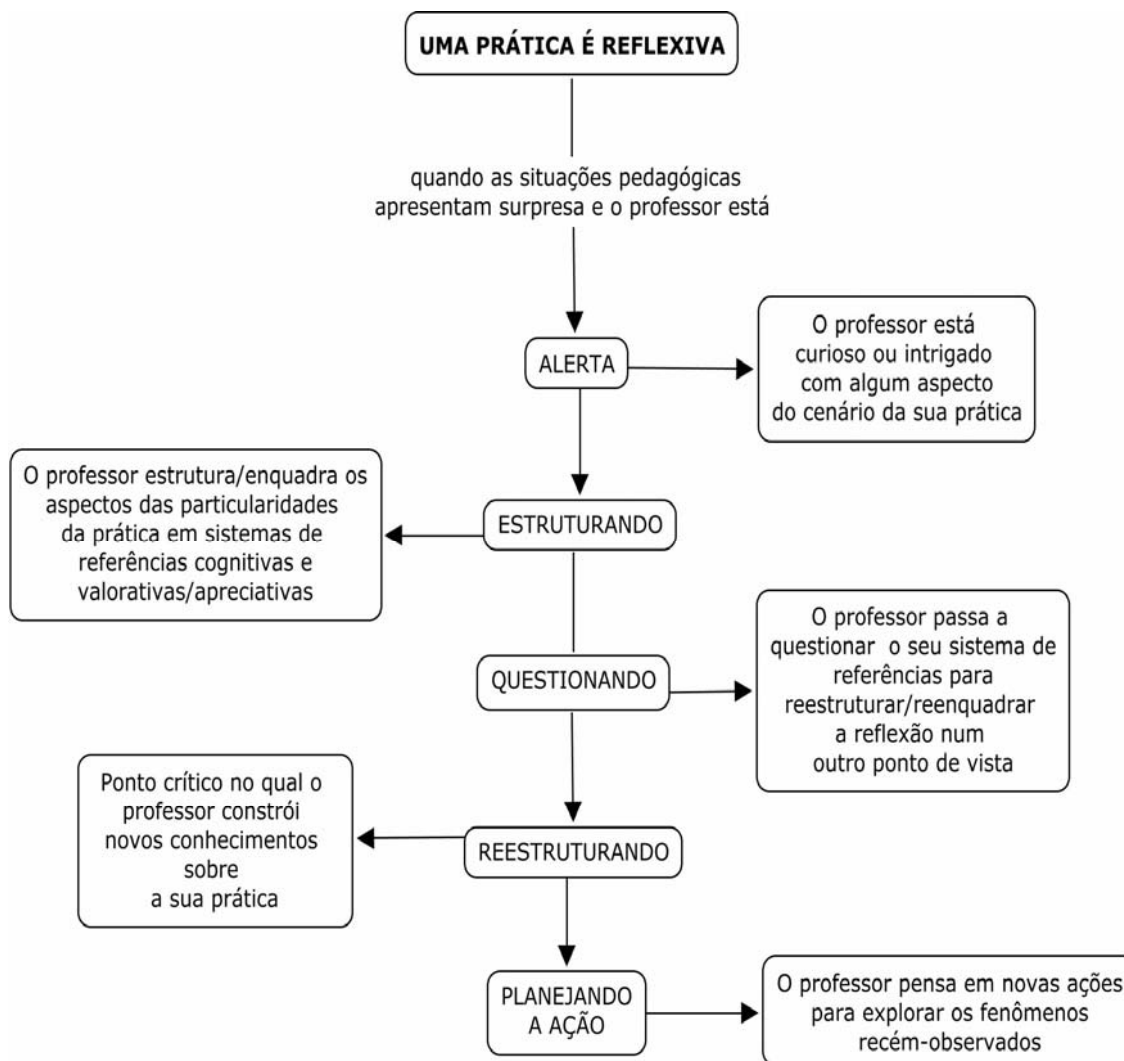 UMA PRÁTICA É REFLEXIVA
quando as situações pedagógicas
apresentam surpresa e o professor está
ALERTA
O professor está
curioso ou intrigado
com algum aspecto
do cenário da sua prática
O professor estrutura/enquadra os
aspectos das particularidades
da prática em sistemas de
referências cognitivas e
valorativas/apreciativas
ESTRUTURANDO
O professor passa a
questionar o seu sistema de
referências para
reestruturar/reenquadrar
a reflexão num
outro ponto de vista
QUESTIONANDO
Ponto crítico no qual o
professor constrói
novos conhecimentos
sobre
a sua prática
REESTRUTURANDO
PLANEJANDO
A AÇÃO
O professor pensa em novas ações
para explorar os fenômenos
recém-observados